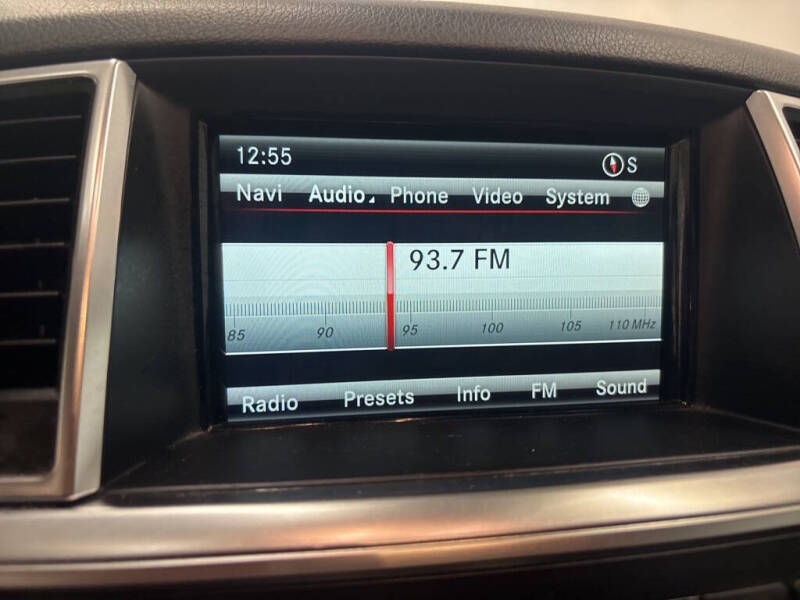 12:55 S
Navi Audio Phone Video System
93.7 FM
85 90 95 100 105 110 MHz
Radio Presets Info FM Sound